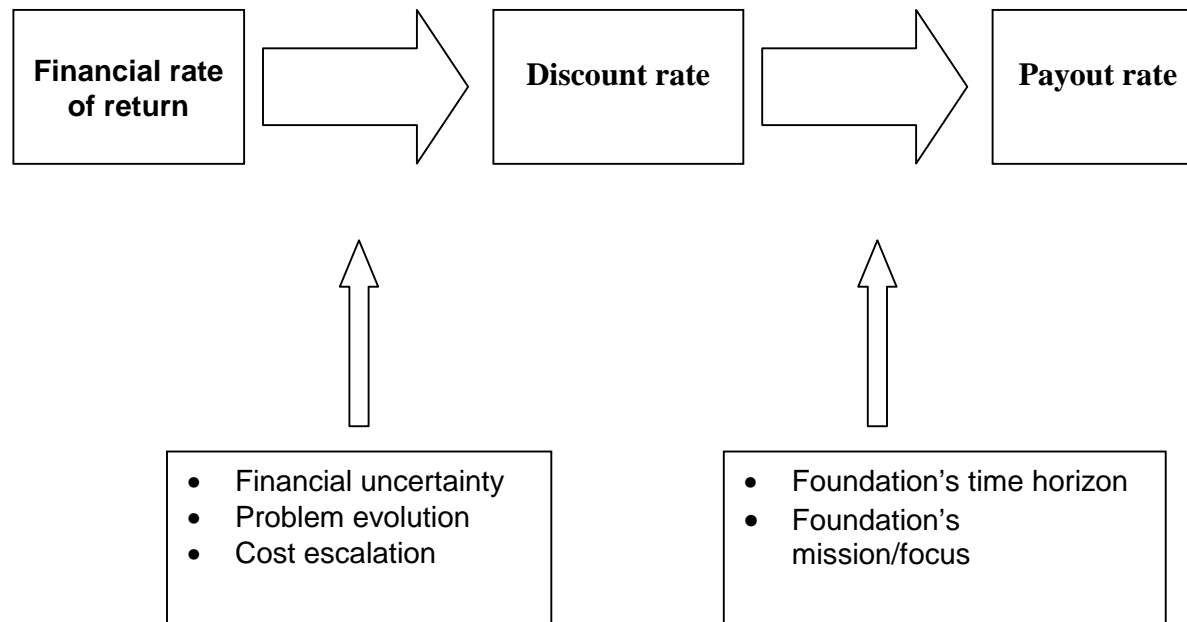 Financial rate
of return
Discount rate
Payout rate
• Financial uncertainty
• Problem evolution
• Cost escalation
• Foundation’s time horizon
• Foundation’s
mission/focus